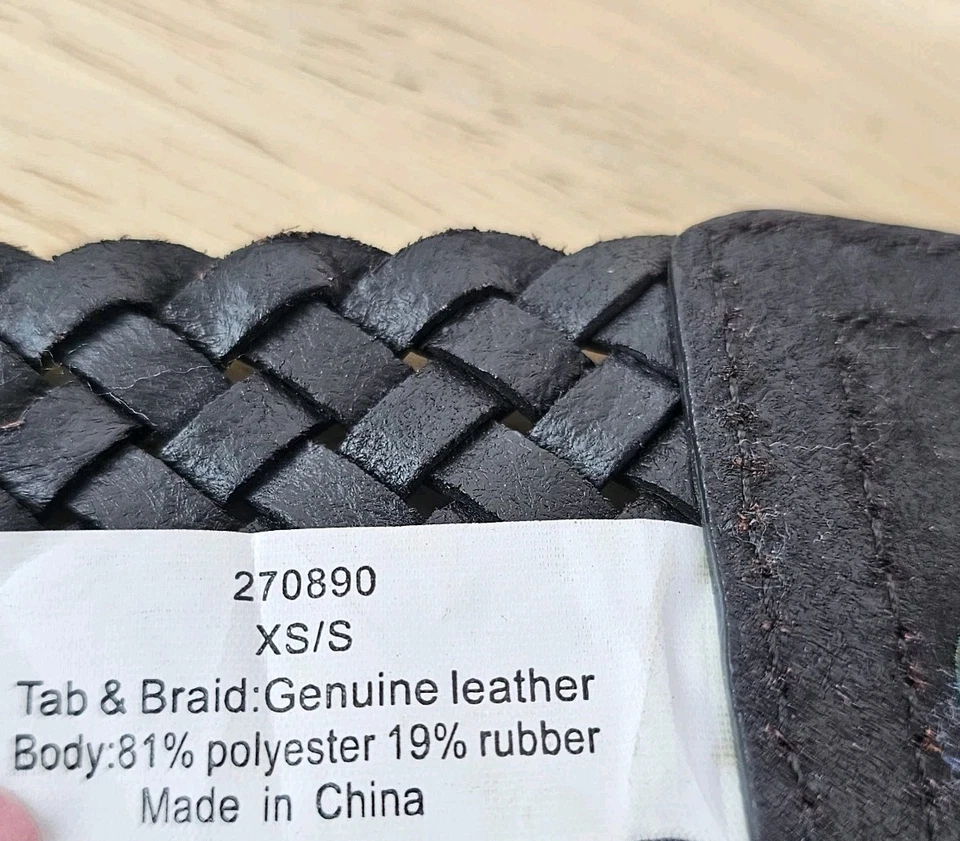 270890
XS/S
Tab & Braid:Genuine leather
Body:81% polyester 19% rubber
Made in China